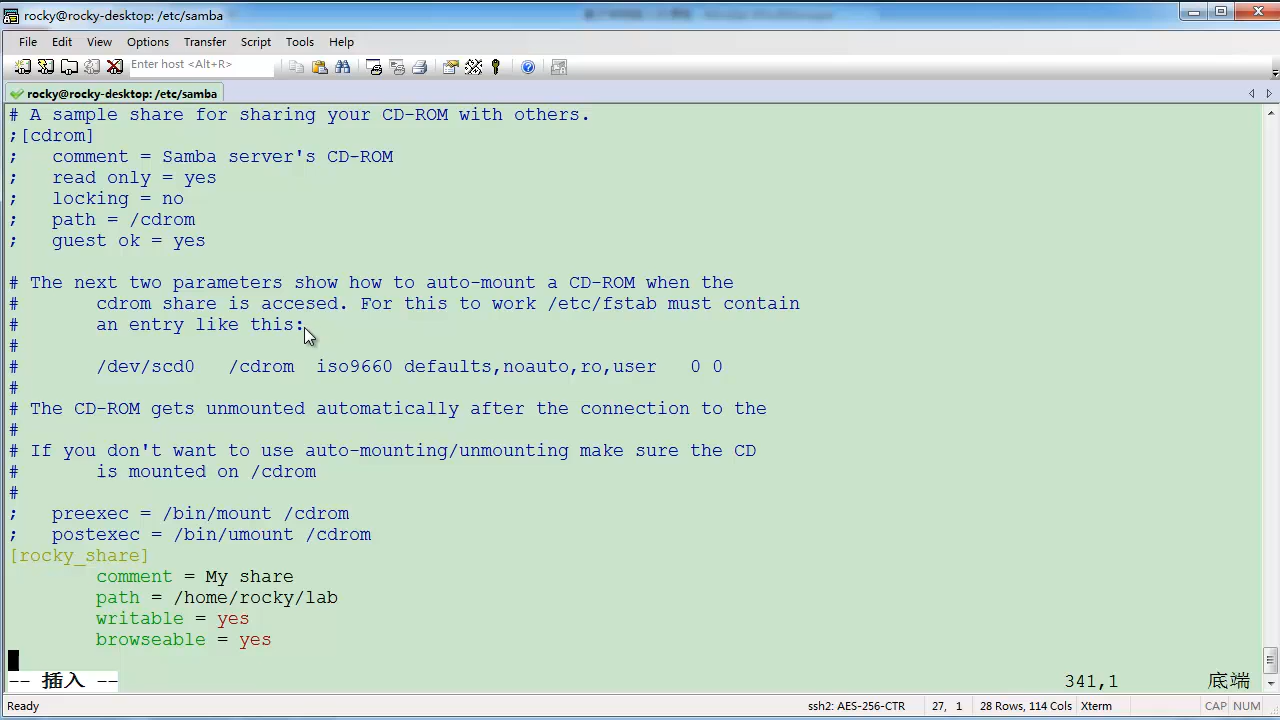 rocky@rocky-desktop: /etc/samba
File Edit View Options Transfer Script Tools Help
Enter host <Alt+R>
rocky@rocky-desktop: /etc/samba
# A sample share for sharing your CD-ROM with others.
;[cdrom]
;   comment = Samba server's CD-ROM
;   read only = yes
;   locking = no
;   path = /cdrom
;   guest ok = yes
# The next two parameters show how to auto-mount a CD-ROM when the
#       cdrom share is accesed. For this to work /etc/fstab must contain
#       an entry like this:
#
#       /dev/scd0   /cdrom  iso9660 defaults,noauto,ro,user   0 0
#
# The CD-ROM gets unmounted automatically after the connection to the
#
# If you don't want to use auto-mounting/unmounting make sure the CD
#       is mounted on /cdrom
#
;   preexec = /bin/mount /cdrom
;   postexec = /bin/umount /cdrom
[rocky_share]
        comment = My share
        path = /home/rocky/lab
        writable = yes
        browseable = yes
-- 插入 -- 341,1 底端
Ready ssh2: AES-256-CTR 27, 1 28 Rows, 114 Cols Xterm CAP NUM